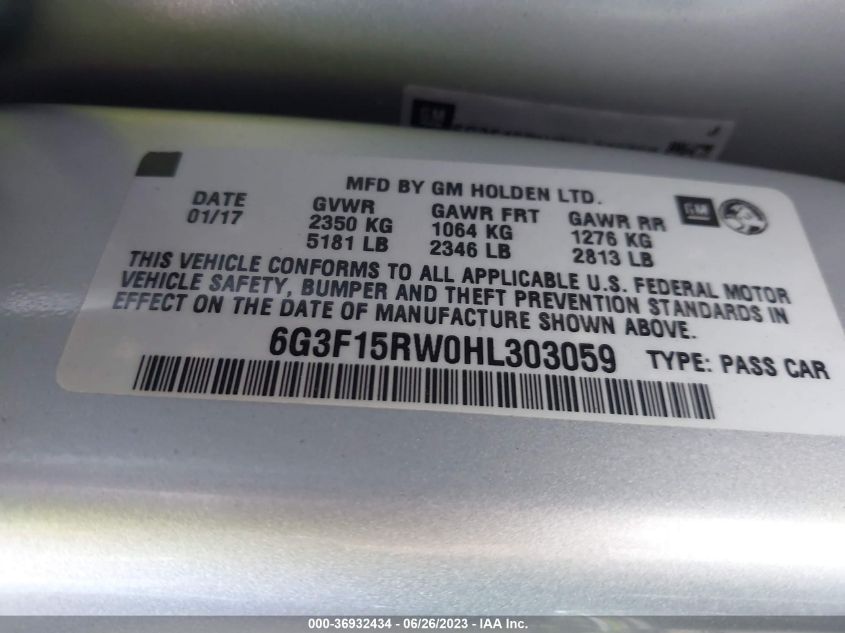 GM
J
MFD BY GM HOLDEN LTD.
GM
DATE GVWR GAWR FRT GAWR RR
01/17 2350 KG 1064 KG 1276 KG
5181 LB 2346 LB 2813 LB
THIS VEHICLE CONFORMS TO ALL APPLICABLE U.S. FEDERAL MOTOR
VEHICLE SAFETY, BUMPER AND THEFT PREVENTION STANDARDS IN
EFFECT ON THE DATE OF MANUFACTURE SHOWN ABOVE.
6G3F15RW0HL303059 TYPE: PASS CAR
000-36932434 - 06/26/2023 - IAA Inc.